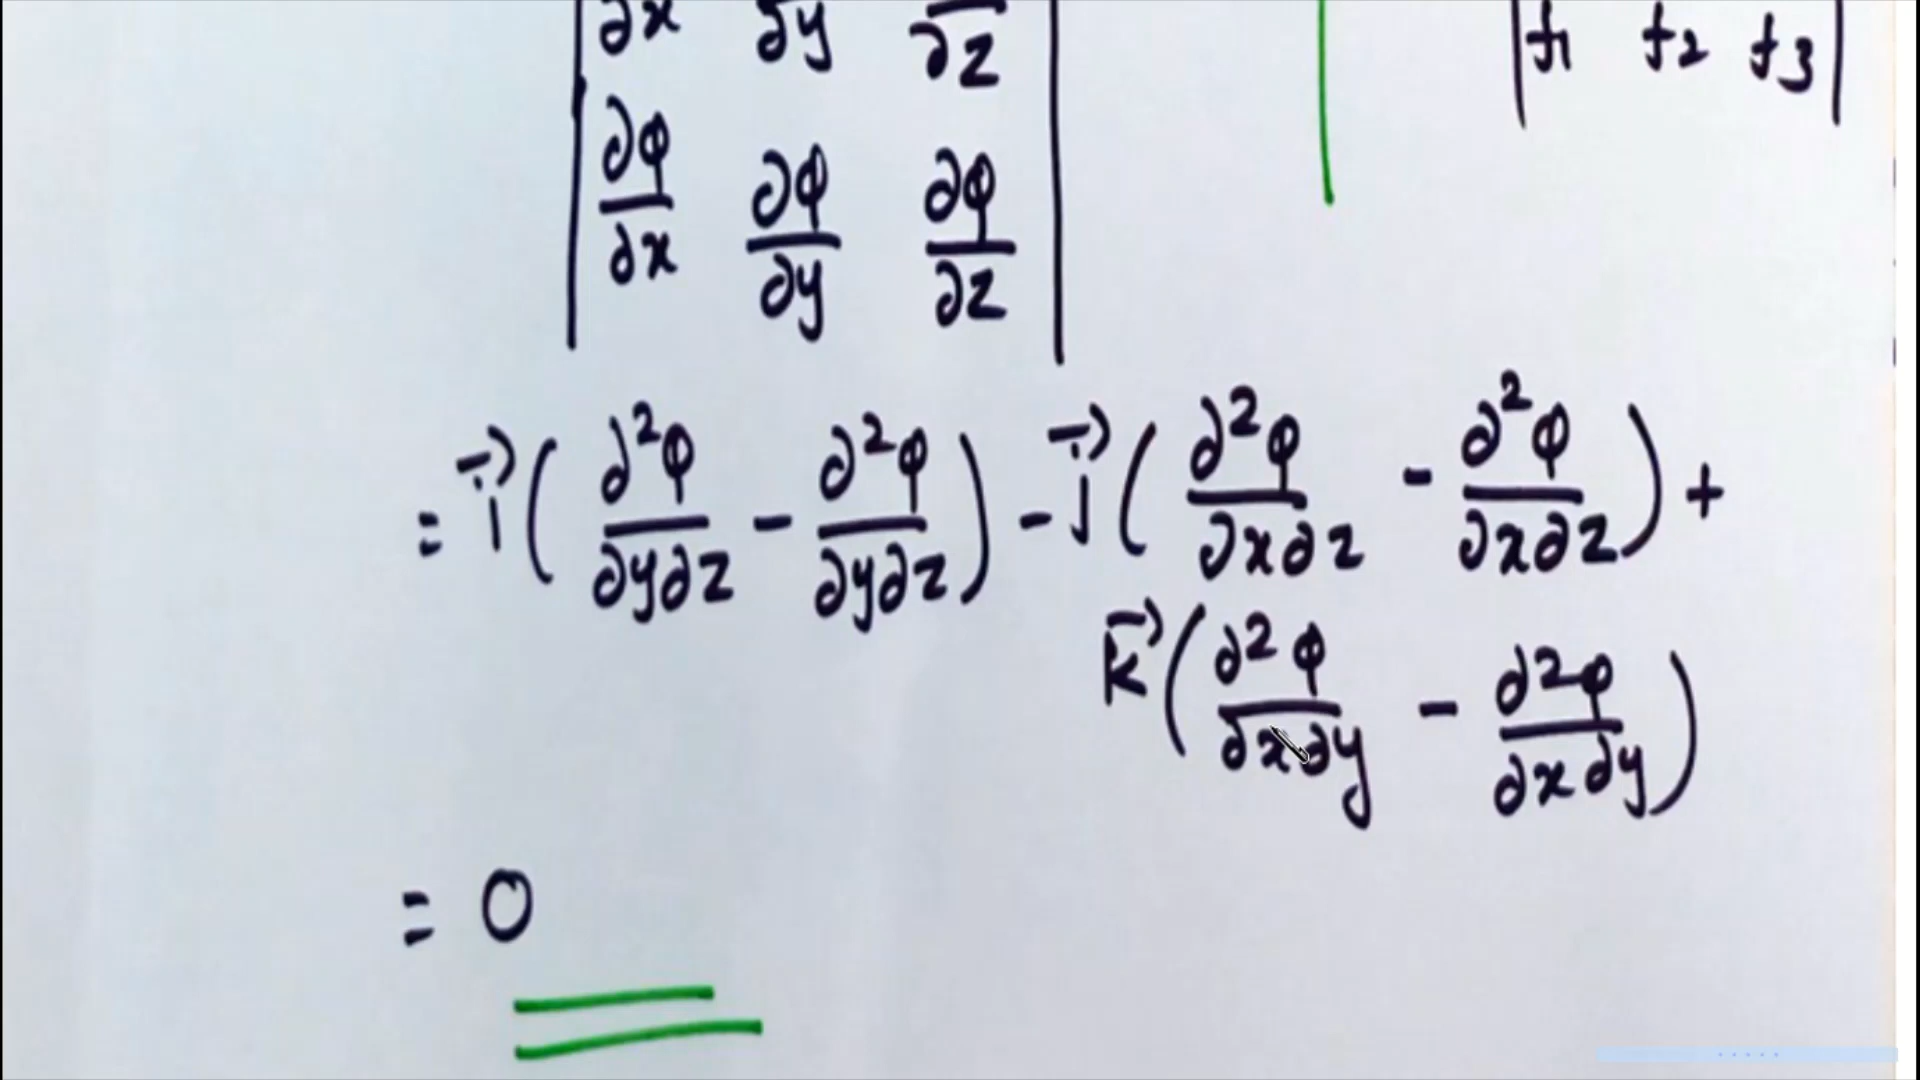 ∂x ∂y ∂z
f1 f2 f3
∂φ/∂x ∂φ/∂y ∂φ/∂z
= i⃗ ( ∂²φ/∂y∂z - ∂²φ/∂y∂z ) - j⃗ ( ∂²φ/∂x∂z - ∂²φ/∂x∂z ) +
k⃗ ( ∂²φ/∂x∂y - ∂²φ/∂x∂y )
= 0